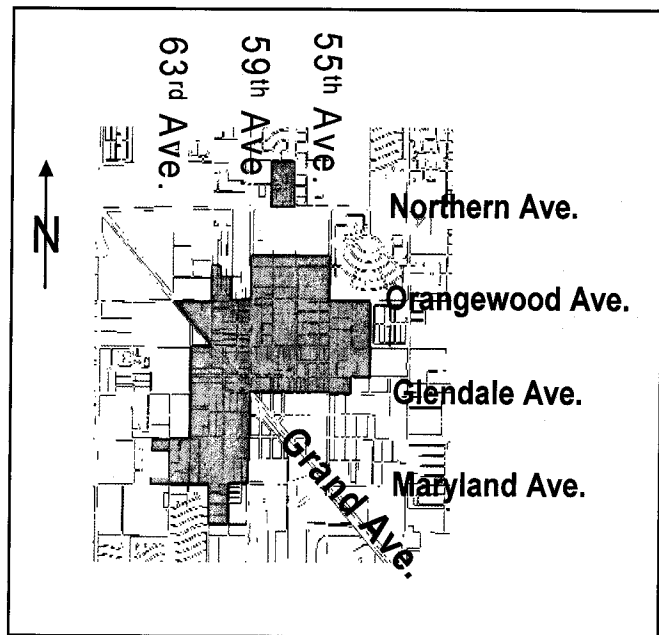 63rd Ave.
59th Ave
55th Ave.
N
Northern Ave.
Orangewood Ave.
Glendale Ave.
Maryland Ave.
Grand Ave.